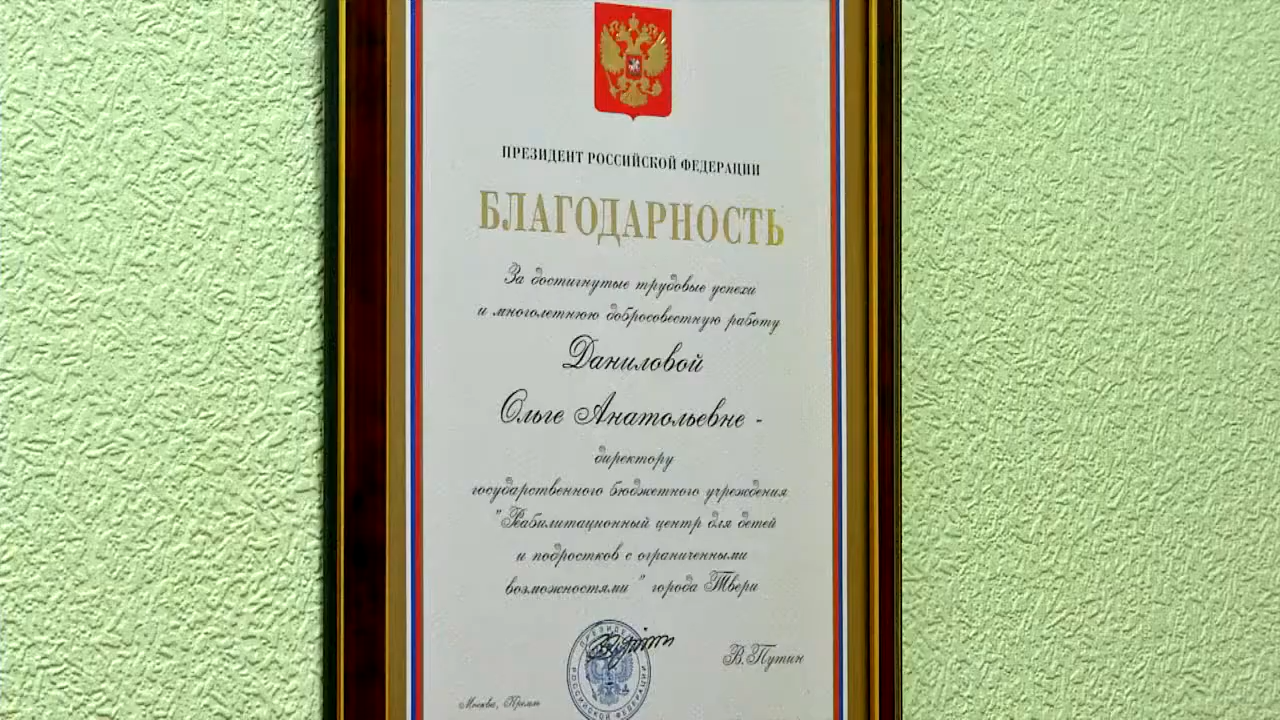 ПРЕЗИДЕНТ РОССИЙСКОЙ ФЕДЕРАЦИИ
БЛАГОДАРНОСТЬ
За достигнутые трудовые успехи
и многолетнюю добросовестную работу
Даниловой
Ольге Анатольевне -
директору
государственного бюджетного учреждения
"Реабилитационный центр для детей
и подростков с ограниченными
возможностями" города Твери
В.Путин
Москва, Кремль